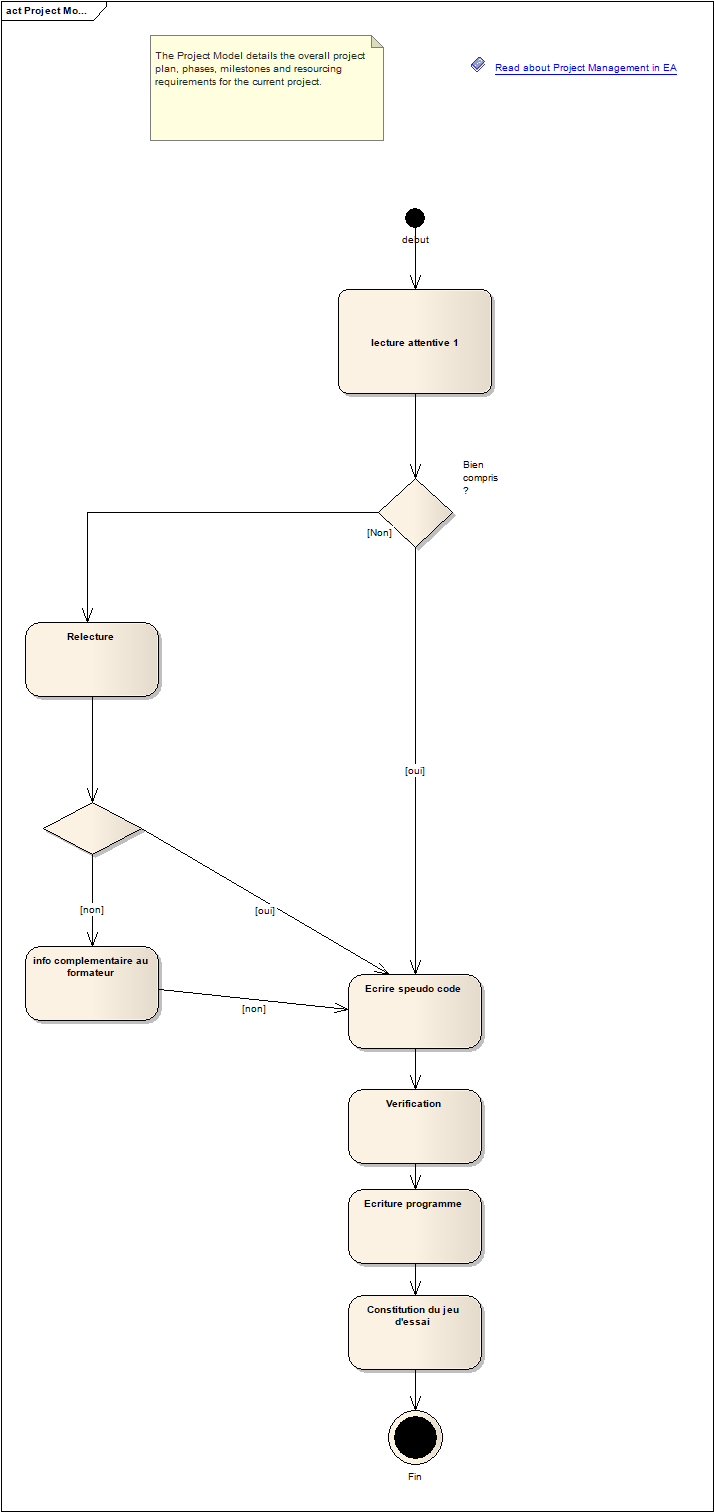 act Project Mo...
The Project Model details the overall project
plan, phases, milestones and resourcing
requirements for the current project.
Read about Project Management in EA
debut
lecture attentive 1
Bien
compris
?
[Non]
Relecture
[oui]
[non]
[oui]
info complementaire au
formateur
Ecrire speudo code
[non]
Verification
Ecriture programme
Constitution du jeu
d'essai
Fin